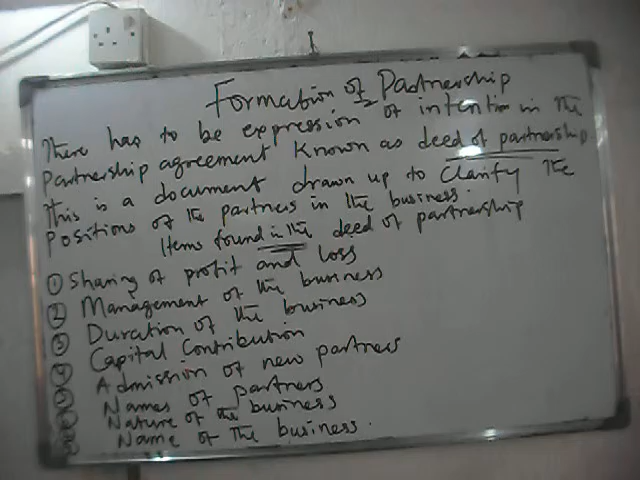 Formation of Partnership
There has to be expression of intention in the
partnership agreement known as deed of partnership
This is a document drawn up to Clarify the
positions of the partners in the business.
Items found in the deed of partnership
① Sharing of profit and loss
② Management of the business
③ Duration of the business
④ Capital Contribution
⑤ Admission of new partners
Names of partners
Nature of the business
Name of the business.